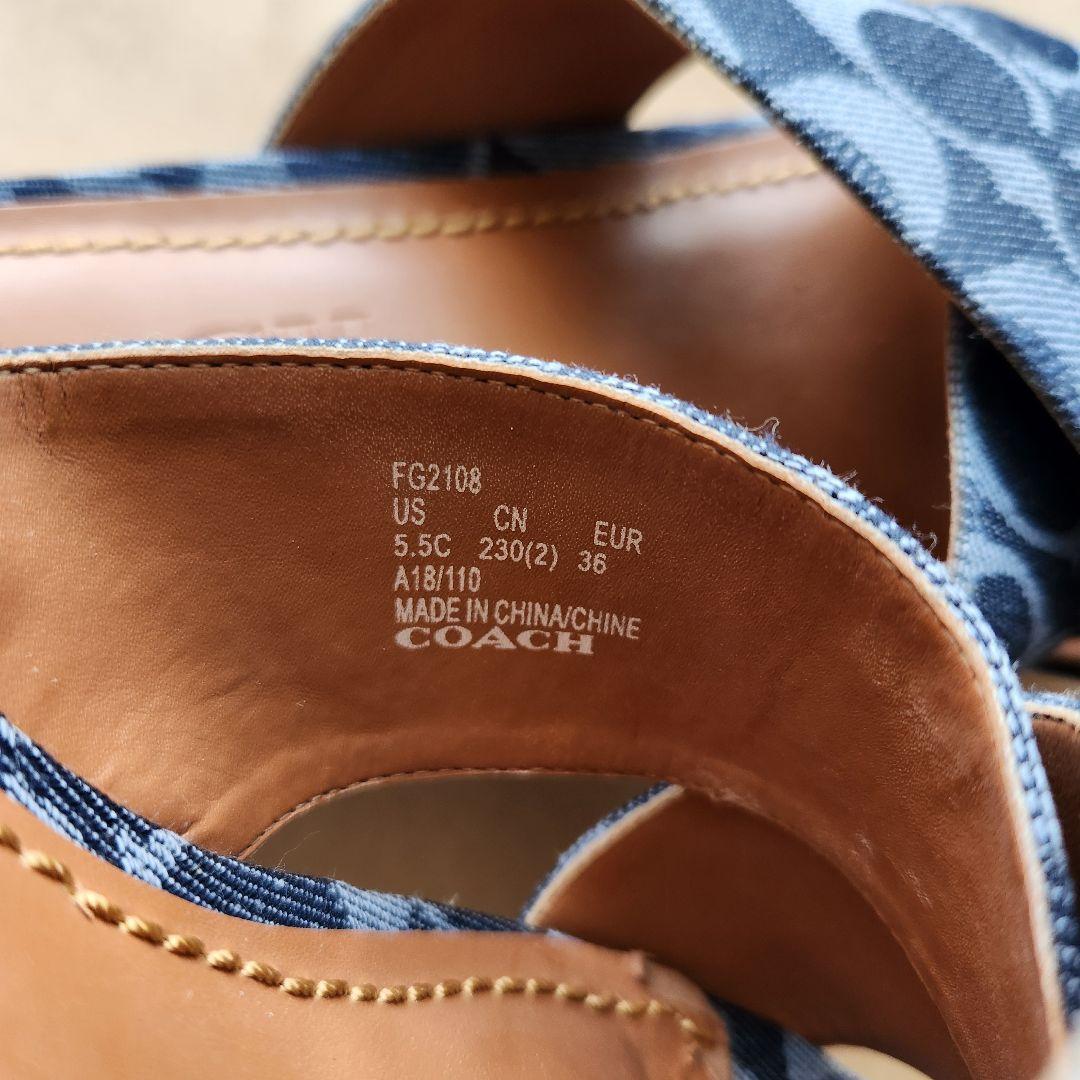 FG2108
US CN EUR
5.5C 230(2) 36
A18/110
MADE IN CHINA/CHINE
COACH